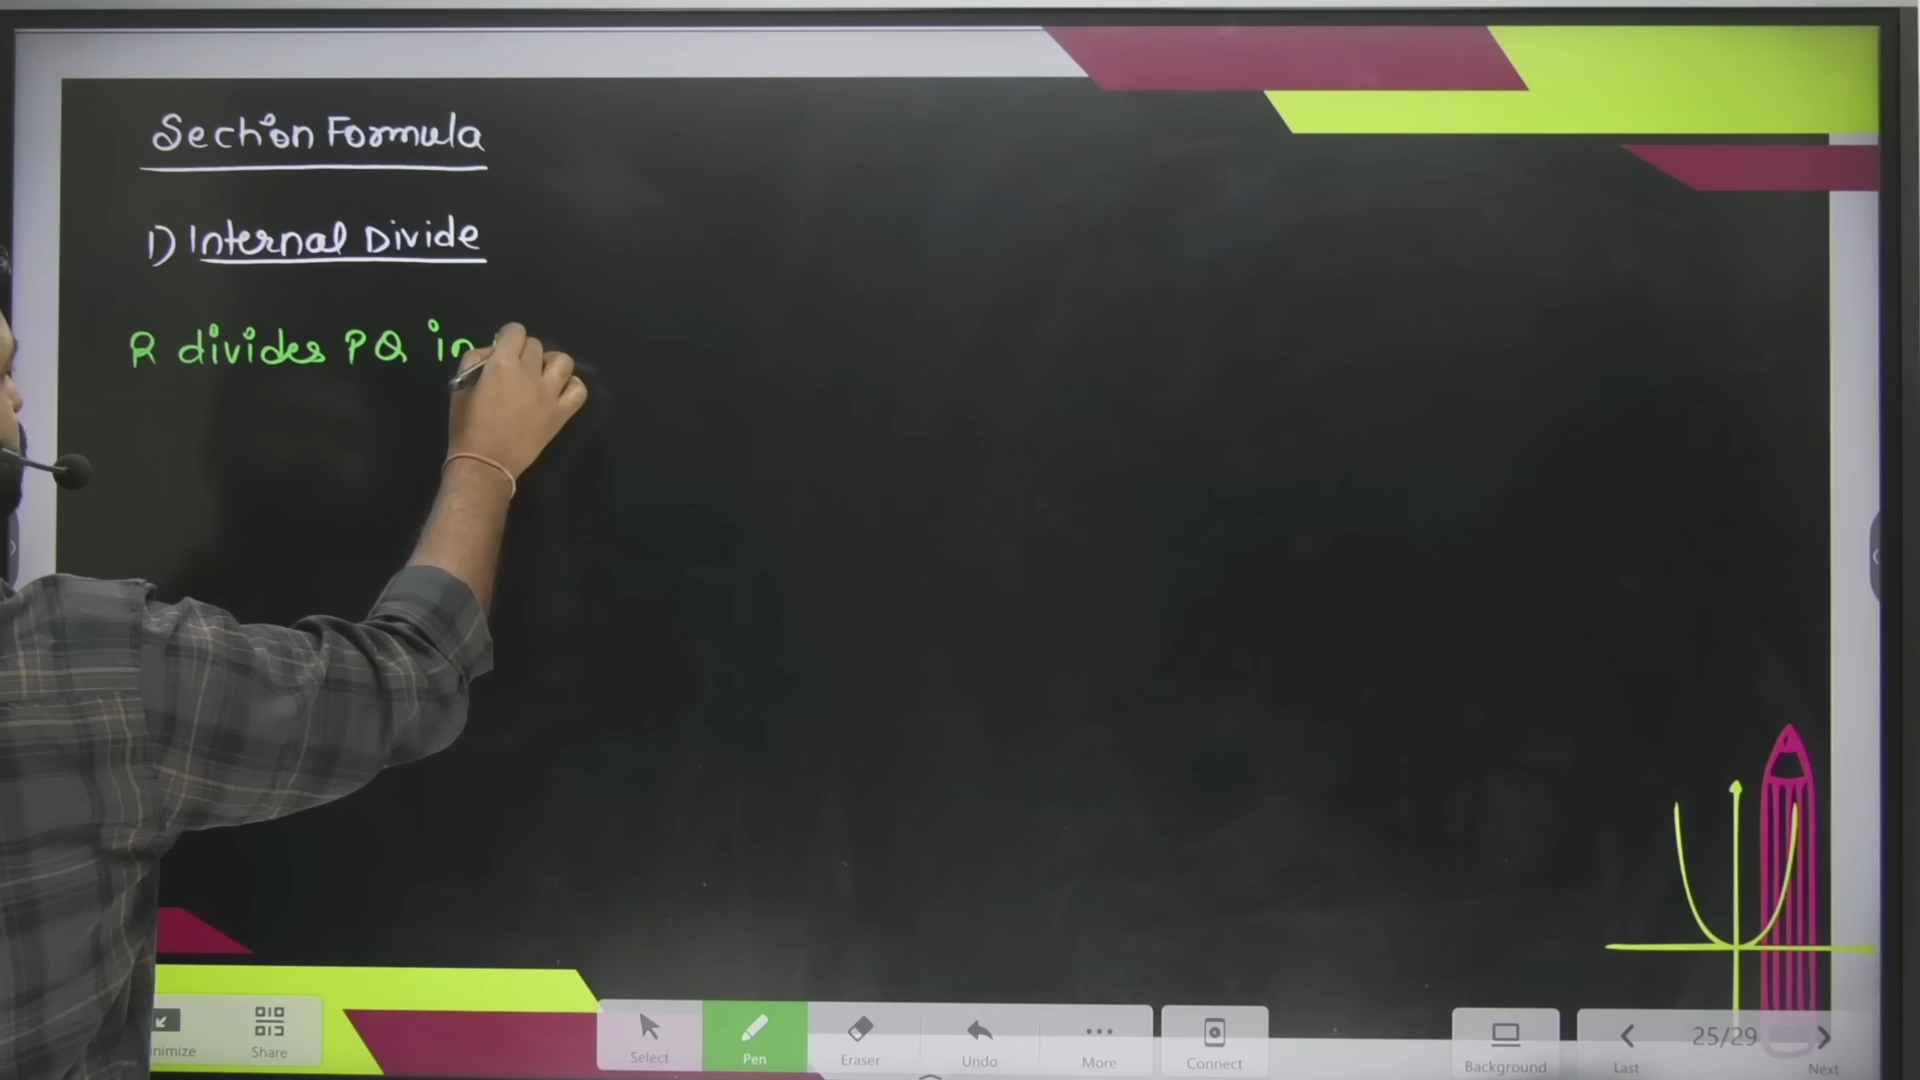 Section Formula
1) Internal Divide
R divides PQ in
Share
Select
Pen
Eraser
Undo
More
Connect
Background
Last
25/29
Next